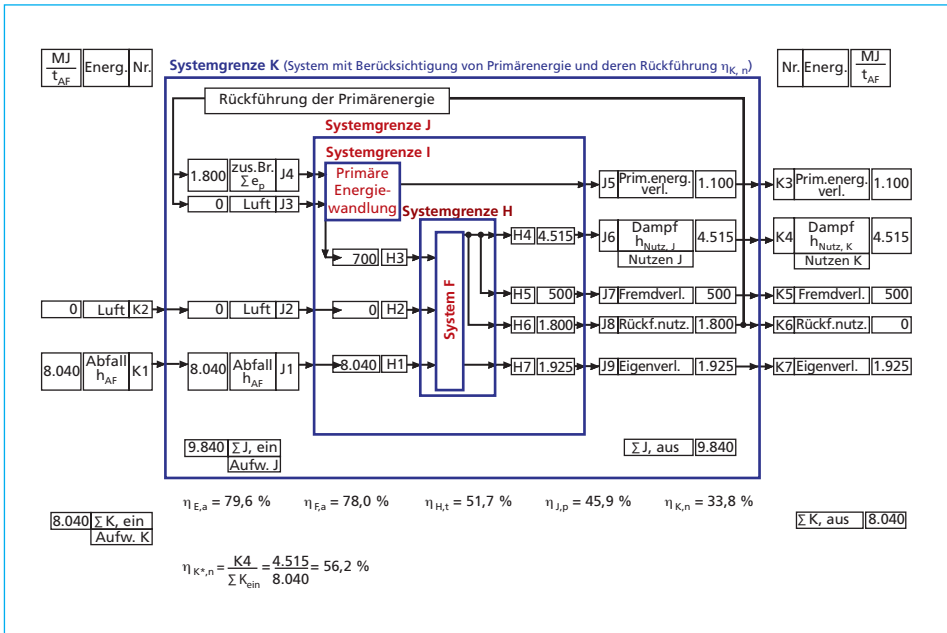 MJ
t_AF
Energ.
Nr.
Systemgrenze K (System mit Berücksichtigung von Primärenergie und deren Rückführung η_K, n)
Nr.
Energ.
MJ
t_AF
Rückführung der Primärenergie
Systemgrenze J
Systemgrenze I
1.800
zus.Br.
Σ e_p
J4
Primäre
Energie-
wandlung
J5
Prim.energ.
verl.
1.100
K3
Prim.energ.
verl.
1.100
0
Luft
J3
Systemgrenze H
H4
4.515
J6
Dampf
h_Nutz, J
Nutzen J
4.515
K4
Dampf
h_Nutz, K
Nutzen K
4.515
700
H3
System F
H5
500
J7
Fremdverl.
500
K5
Fremdverl.
500
0
Luft
K2
0
Luft
J2
0
H2
H6
1.800
J8
Rückf.nutz.
1.800
K6
Rückf.nutz.
0
8.040
Abfall
h_AF
K1
8.040
Abfall
h_AF
J1
8.040
H1
H7
1.925
J9
Eigenverl.
1.925
K7
Eigenverl.
1.925
9.840
Σ J, ein
Aufw. J
Σ J, aus
9.840
η_E,a = 79,6 %
η_F,a = 78,0 %
η_H,t = 51,7 %
η_J,p = 45,9 %
η_K,n = 33,8 %
8.040
Σ K, ein
Aufw. K
Σ K, aus
8.040
η_K*,n = K4 / Σ K_ein = 4.515 / 8.040 = 56,2 %